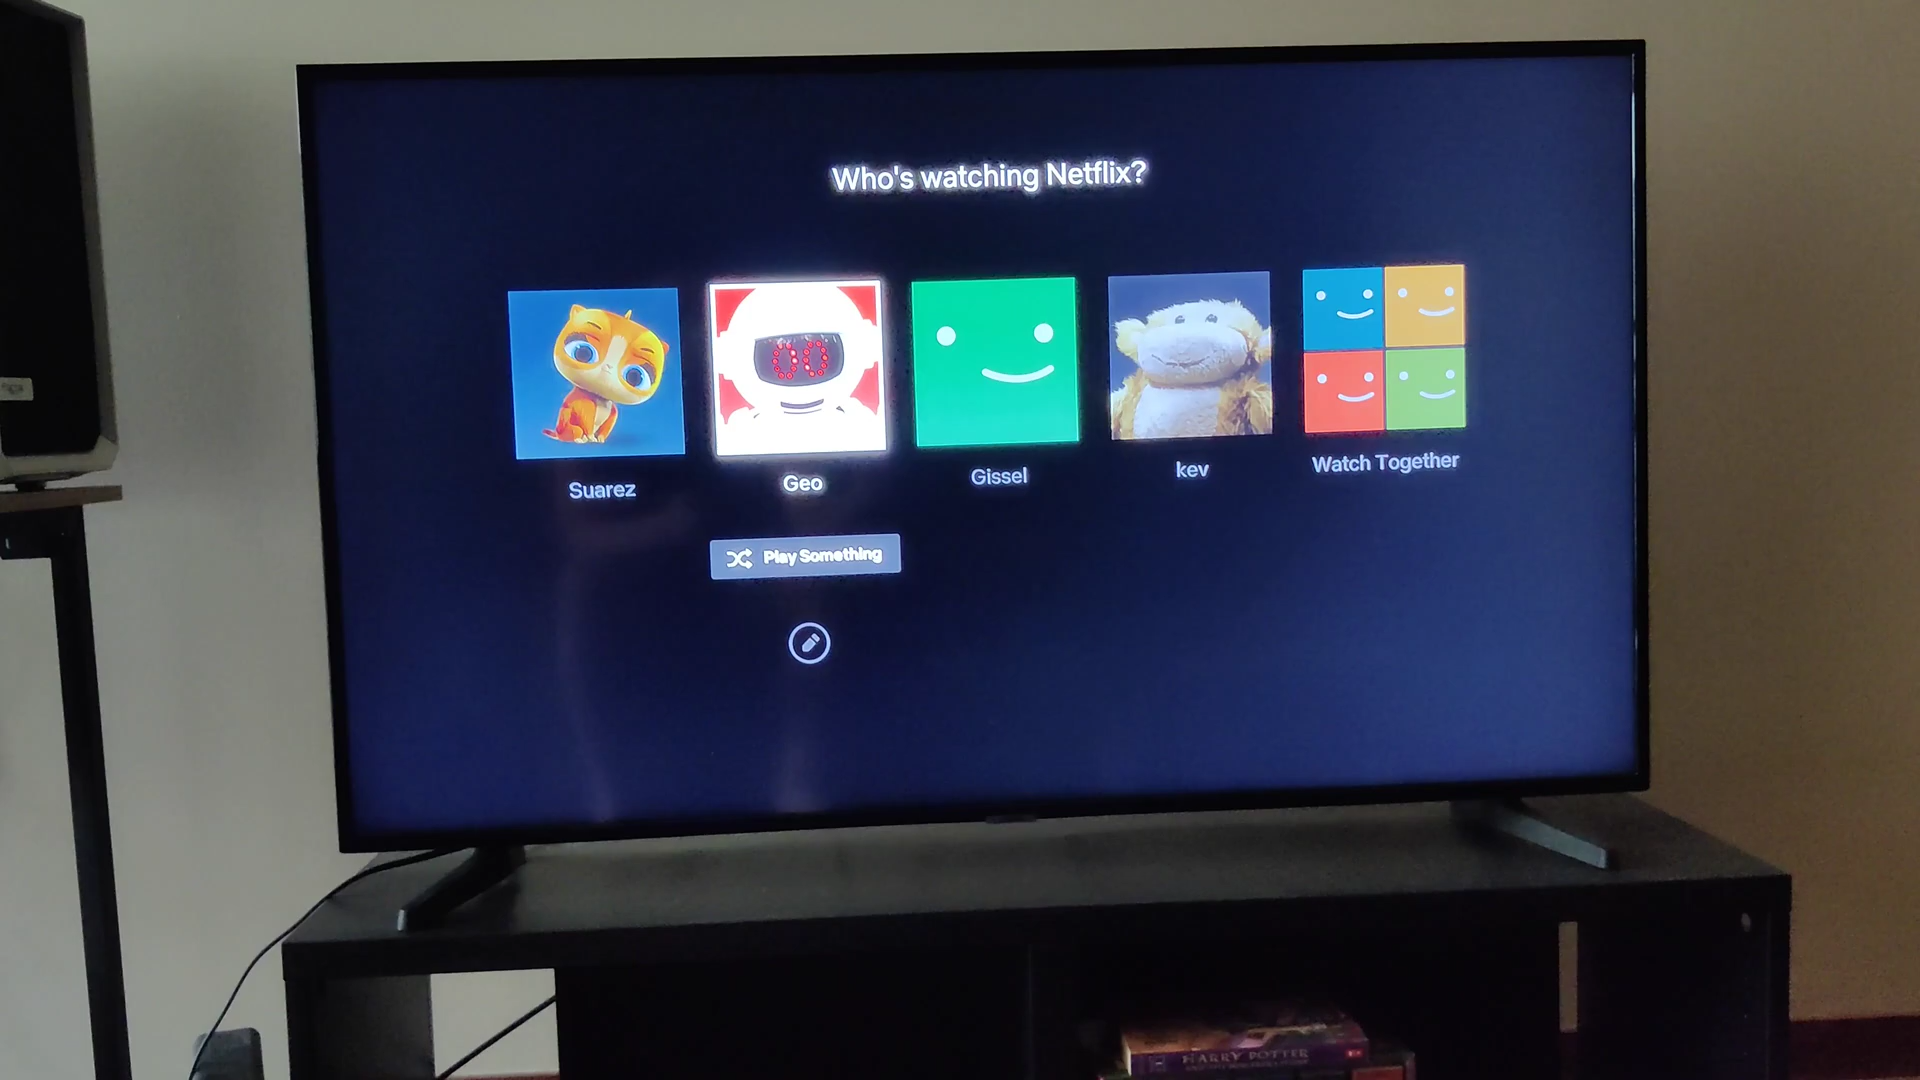 Who's watching Netflix?
Suarez
Geo
Gissel
kev
Watch Together
Play Something
HARRY POTTER